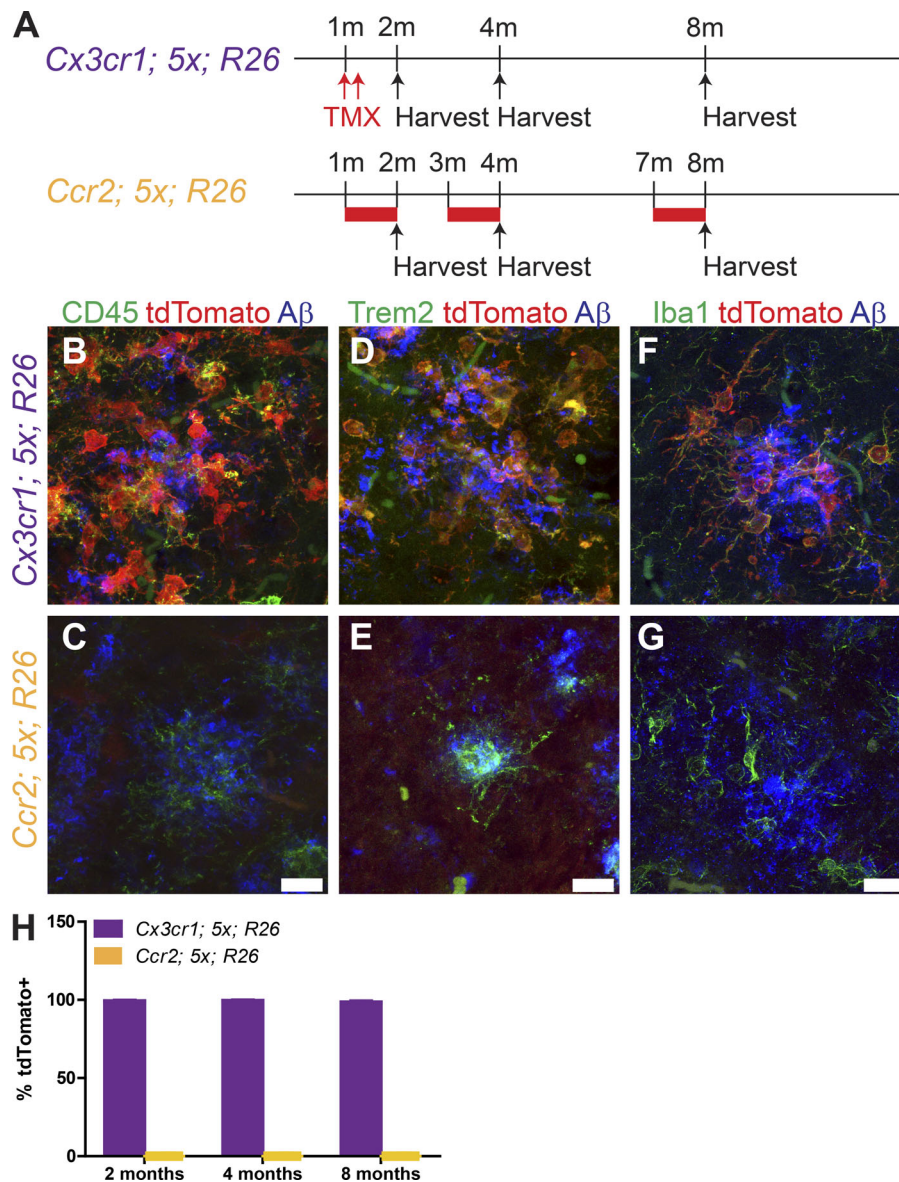 A
1m 2m 4m 8m
Cx3cr1; 5x; R26
TMX Harvest Harvest Harvest
1m 2m 3m 4m 7m 8m
Ccr2; 5x; R26
Harvest Harvest Harvest
CD45 tdTomato Aβ Trem2 tdTomato Aβ Iba1 tdTomato Aβ
Cx3cr1; 5x; R26
B D F
Ccr2; 5x; R26
C E G
H
150
Cx3cr1; 5x; R26
Ccr2; 5x; R26
100
% tdTomato+
50
0
2 months 4 months 8 months